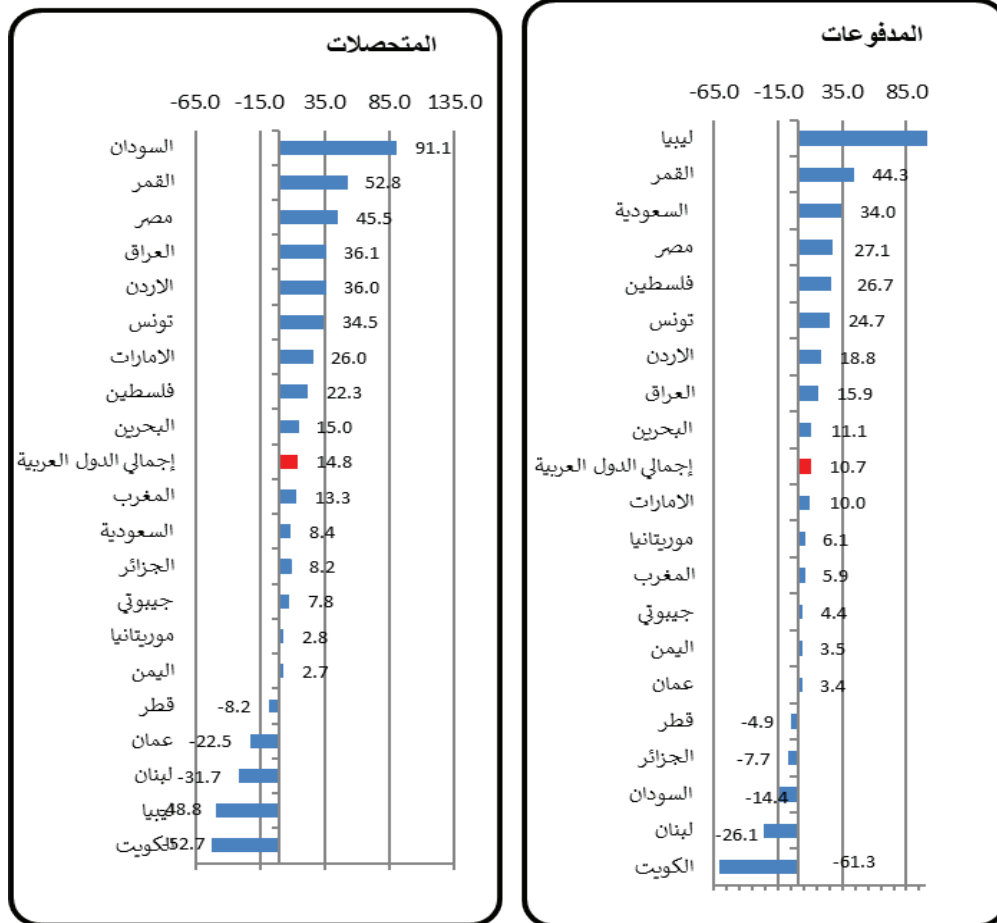 المدفوعات
-65.0 -15.0 35.0 85.0
ليبيا
القمر 44.3
السعودية 34.0
مصر 27.1
فلسطين 26.7
تونس 24.7
الاردن 18.8
العراق 15.9
البحرين 11.1
إجمالي الدول العربية 10.7
الامارات 10.0
موريتانيا 6.1
المغرب 5.9
جيبوتي 4.4
اليمن 3.5
عمان 3.4
قطر -4.9
الجزائر -7.7
السودان -14.4
لبنان -26.1
الكويت -61.3
المتحصلات
-65.0 -15.0 35.0 85.0 135.0
السودان 91.1
القمر 52.8
مصر 45.5
العراق 36.1
الاردن 36.0
تونس 34.5
الامارات 26.0
فلسطين 22.3
البحرين 15.0
إجمالي الدول العربية 14.8
المغرب 13.3
السعودية 8.4
الجزائر 8.2
جيبوتي 7.8
موريتانيا 2.8
اليمن 2.7
قطر -8.2
عمان -22.5
لبنان -31.7
ليبيا -48.8
الكويت -52.7